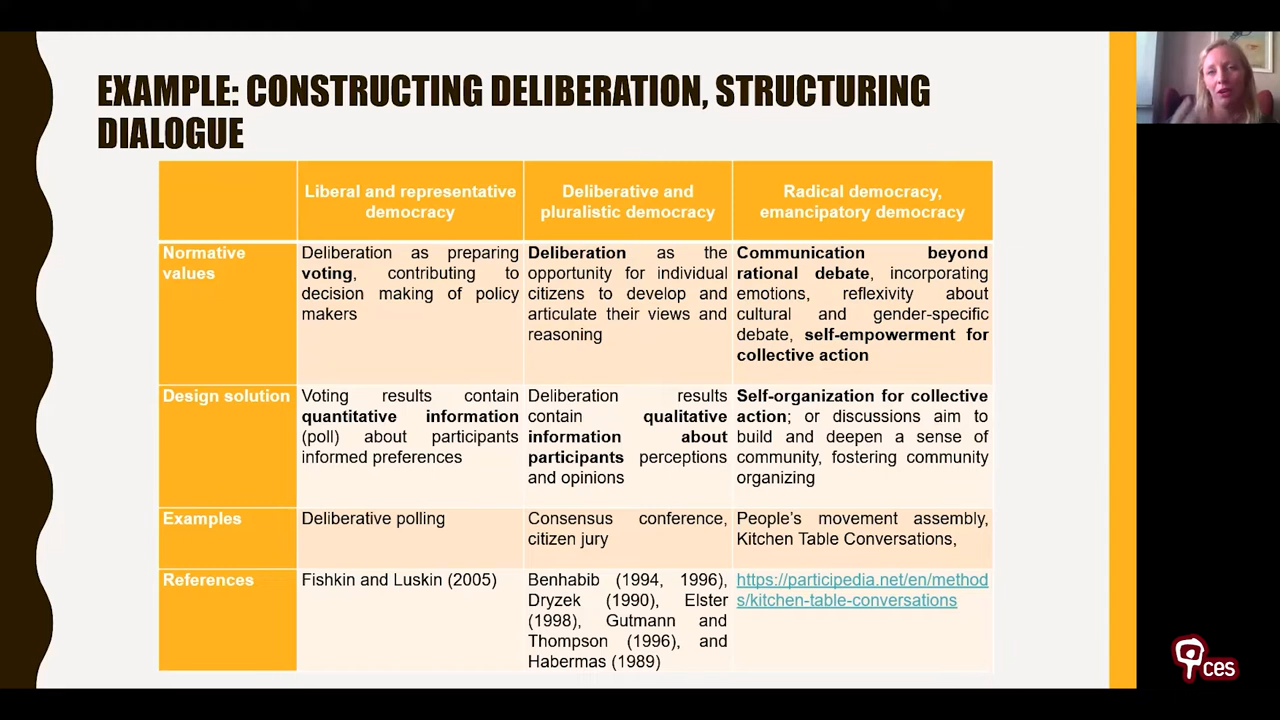 EXAMPLE: CONSTRUCTING DELIBERATION, STRUCTURING
DIALOGUE
Liberal and representative
democracy
Deliberative and
pluralistic democracy
Radical democracy,
emancipatory democracy
Normative
values
Deliberation as preparing
voting, contributing to
decision making of policy
makers
Deliberation as the
opportunity for individual
citizens to develop and
articulate their views and
reasoning
Communication beyond
rational debate, incorporating
emotions, reflexivity about
cultural and gender-specific
debate, self-empowerment for
collective action
Design solution
Voting results contain
quantitative information
(poll) about participants
informed preferences
Deliberation results
contain qualitative
information about
participants perceptions
and opinions
Self-organization for collective
action; or discussions aim to
build and deepen a sense of
community, fostering community
organizing
Examples
Deliberative polling
Consensus conference,
citizen jury
People's movement assembly,
Kitchen Table Conversations,
References
Fishkin and Luskin (2005)
Benhabib (1994, 1996),
Dryzek (1990), Elster
(1998), Gutmann and
Thompson (1996), and
Habermas (1989)
https://participedia.net/en/method
s/kitchen-table-conversations
ces